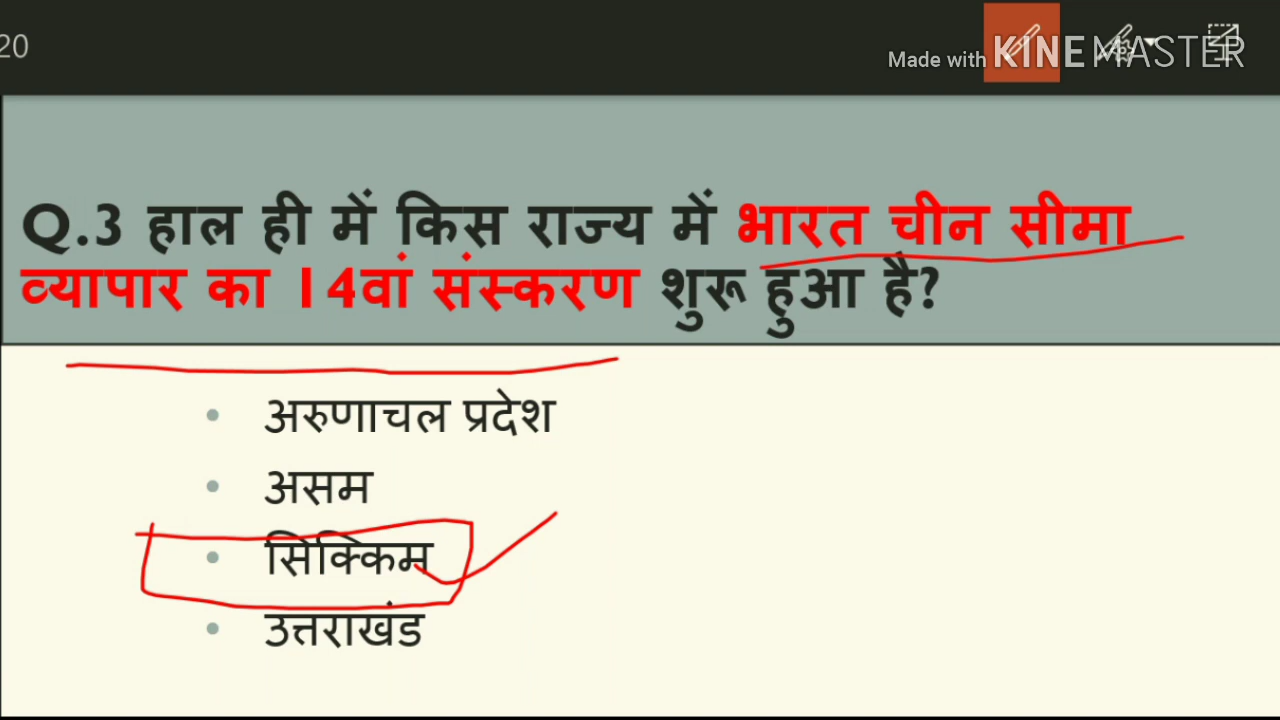 20
Made with KINEMASTER
Q.3 हाल ही में किस राज्य में भारत चीन सीमा
व्यापार का 14वां संस्करण शुरू हुआ है?
• अरुणाचल प्रदेश
• असम
• सिक्किम
• उत्तराखंड